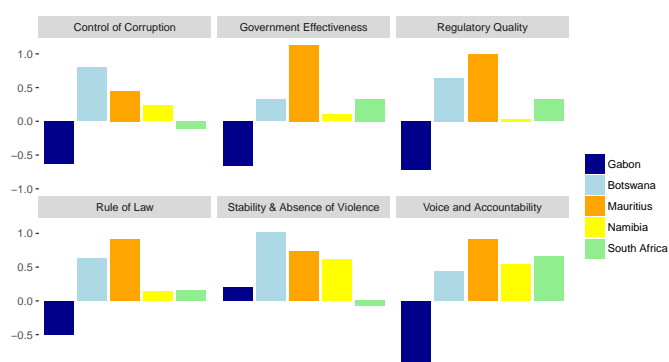 Control of Corruption
Government Effectiveness
Regulatory Quality
1.0
0.5
0.0
−0.5
−1.0
Rule of Law
Stability & Absence of Violence
Voice and Accountability
1.0
0.5
0.0
−0.5
Gabon
Botswana
Mauritius
Namibia
South Africa